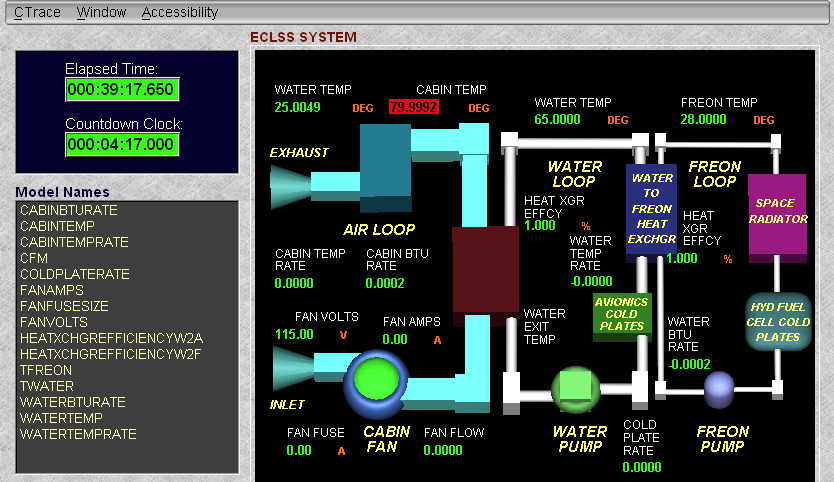 CTrace Window Accessibility
ECLSS SYSTEM
Elapsed Time:
000:39:17.650
Countdown Clock:
000:04:17.000
Model Names
CABINBTURATE
CABINTEMP
CABINTEMPRATE
CFM
COLDPLATERATE
FANAMPS
FANFUSESIZE
FANVOLTS
HEATXCHGREFFICIENCYW2A
HEATXCHGREFFICIENCYW2F
TFREON
TWATER
WATERBTURATE
WATERTEMP
WATERTEMPRATE
WATER TEMP
25.0049 DEG
CABIN TEMP
79.9992 DEG
WATER TEMP
65.0000 DEG
FREON TEMP
28.0000 DEG
EXHAUST
AIR LOOP
WATER
LOOP
WATER
TO
FREON
HEAT
EXCHGR
FREON
LOOP
SPACE
RADIATOR
HEAT XGR
EFFCY
1.000 %
HEAT
XGR
EFFCY
1.000 %
CABIN TEMP
RATE
0.0000
CABIN BTU
RATE
0.0002
WATER
TEMP
RATE
-0.0000
AVIONICS
COLD
PLATES
HYD FUEL
CELL COLD
PLATES
FAN VOLTS
115.00 V
FAN AMPS
0.00 A
WATER
EXIT
TEMP
WATER
BTU
RATE
-0.0002
INLET
FAN FUSE
0.00 A
CABIN
FAN
FAN FLOW
0.0000
WATER
PUMP
COLD
PLATE
RATE
0.0000
FREON
PUMP